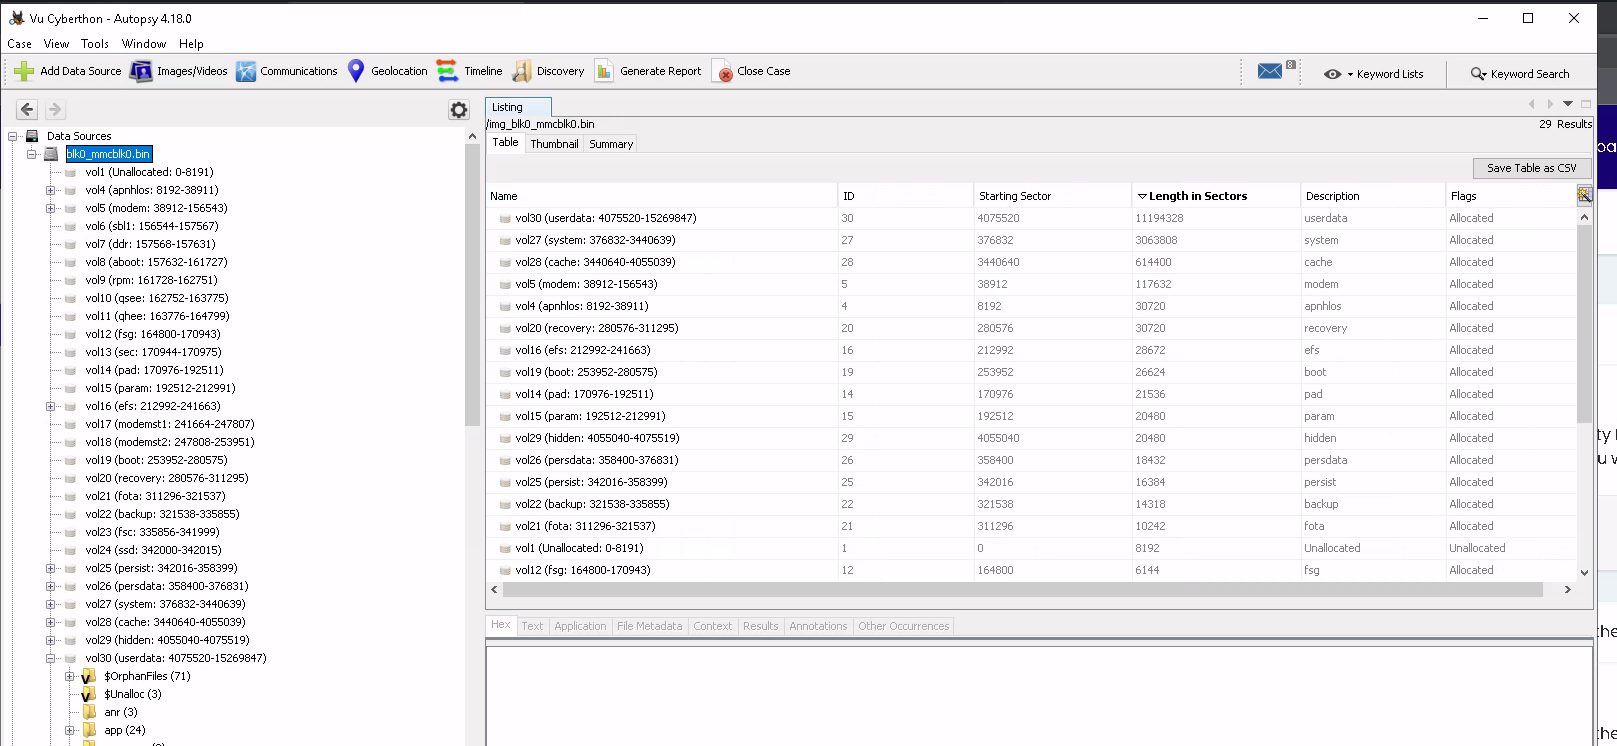 Vu Cyberthon - Autopsy 4.18.0
Case View Tools Window Help
Add Data Source Images/Videos Communications Geolocation Timeline Discovery Generate Report Close Case 8 Keyword Lists Keyword Search
Listing
/img_blk0_mmcblk0.bin 29 Results
Table Thumbnail Summary
Save Table as CSV
Data Sources
blk0_mmcblk0.bin
vol1 (Unallocated: 0-8191)
vol4 (apnhlos: 8192-38911)
vol5 (modem: 38912-156543)
vol6 (sbl1: 156544-157567)
vol7 (ddr: 157568-157631)
vol8 (aboot: 157632-161727)
vol9 (rpm: 161728-162751)
vol10 (qsee: 162752-163775)
vol11 (qhee: 163776-164799)
vol12 (fsg: 164800-170943)
vol13 (sec: 170944-170975)
vol14 (pad: 170976-192511)
vol15 (param: 192512-212991)
vol16 (efs: 212992-241663)
vol17 (modemst1: 241664-247807)
vol18 (modemst2: 247808-253951)
vol19 (boot: 253952-280575)
vol20 (recovery: 280576-311295)
vol21 (fota: 311296-321537)
vol22 (backup: 321538-335855)
vol23 (fsc: 335856-341999)
vol24 (ssd: 342000-342015)
vol25 (persist: 342016-358399)
vol26 (persdata: 358400-376831)
vol27 (system: 376832-3440639)
vol28 (cache: 3440640-4055039)
vol29 (hidden: 4055040-4075519)
vol30 (userdata: 4075520-15269847)
$OrphanFiles (71)
$Unalloc (3)
anr (3)
app (24)
Name ID Starting Sector Length in Sectors Description Flags
vol30 (userdata: 4075520-15269847) 30 4075520 11194328 userdata Allocated
vol27 (system: 376832-3440639) 27 376832 3063808 system Allocated
vol28 (cache: 3440640-4055039) 28 3440640 614400 cache Allocated
vol5 (modem: 38912-156543) 5 38912 117632 modem Allocated
vol4 (apnhlos: 8192-38911) 4 8192 30720 apnhlos Allocated
vol20 (recovery: 280576-311295) 20 280576 30720 recovery Allocated
vol16 (efs: 212992-241663) 16 212992 28672 efs Allocated
vol19 (boot: 253952-280575) 19 253952 26624 boot Allocated
vol14 (pad: 170976-192511) 14 170976 21536 pad Allocated
vol15 (param: 192512-212991) 15 192512 20480 param Allocated
vol29 (hidden: 4055040-4075519) 29 4055040 20480 hidden Allocated
vol26 (persdata: 358400-376831) 26 358400 18432 persdata Allocated
vol25 (persist: 342016-358399) 25 342016 16384 persist Allocated
vol22 (backup: 321538-335855) 22 321538 14318 backup Allocated
vol21 (fota: 311296-321537) 21 311296 10242 fota Allocated
vol1 (Unallocated: 0-8191) 1 0 8192 Unallocated Unallocated
vol12 (fsg: 164800-170943) 12 164800 6144 fsg Allocated
Hex Text Application File Metadata Context Results Annotations Other Occurrences